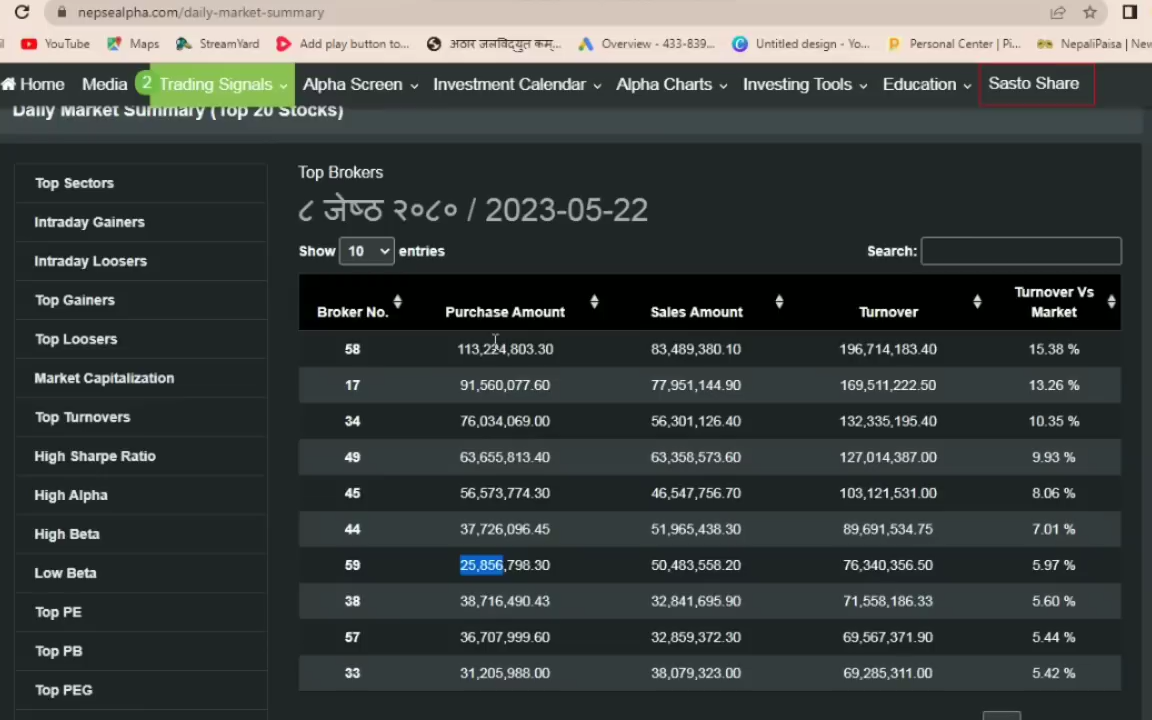 nepsealpha.com/daily-market-summary
YouTube Maps StreamYard Add play button to... अठार जलविद्युत कम्... Overview - 433-839... Untitled design - Yo... Personal Center | Pi... NepaliPaisa | New
Home Media 2 Trading Signals Alpha Screen Investment Calendar Alpha Charts Investing Tools Education Sasto Share
Daily Market Summary (Top 20 Stocks)
Top Sectors
Intraday Gainers
Intraday Loosers
Top Gainers
Top Loosers
Market Capitalization
Top Turnovers
High Sharpe Ratio
High Alpha
High Beta
Low Beta
Top PE
Top PB
Top PEG
Top Brokers
८ जेष्ठ २०८० / 2023-05-22
Show 10 entries Search:
Broker No. Purchase Amount Sales Amount Turnover Turnover Vs Market
58 113,224,803.30 83,489,380.10 196,714,183.40 15.38 %
17 91,560,077.60 77,951,144.90 169,511,222.50 13.26 %
34 76,034,069.00 56,301,126.40 132,335,195.40 10.35 %
49 63,655,813.40 63,358,573.60 127,014,387.00 9.93 %
45 56,573,774.30 46,547,756.70 103,121,531.00 8.06 %
44 37,726,096.45 51,965,438.30 89,691,534.75 7.01 %
59 25,856,798.30 50,483,558.20 76,340,356.50 5.97 %
38 38,716,490.43 32,841,695.90 71,558,186.33 5.60 %
57 36,707,999.60 32,859,372.30 69,567,371.90 5.44 %
33 31,205,988.00 38,079,323.00 69,285,311.00 5.42 %